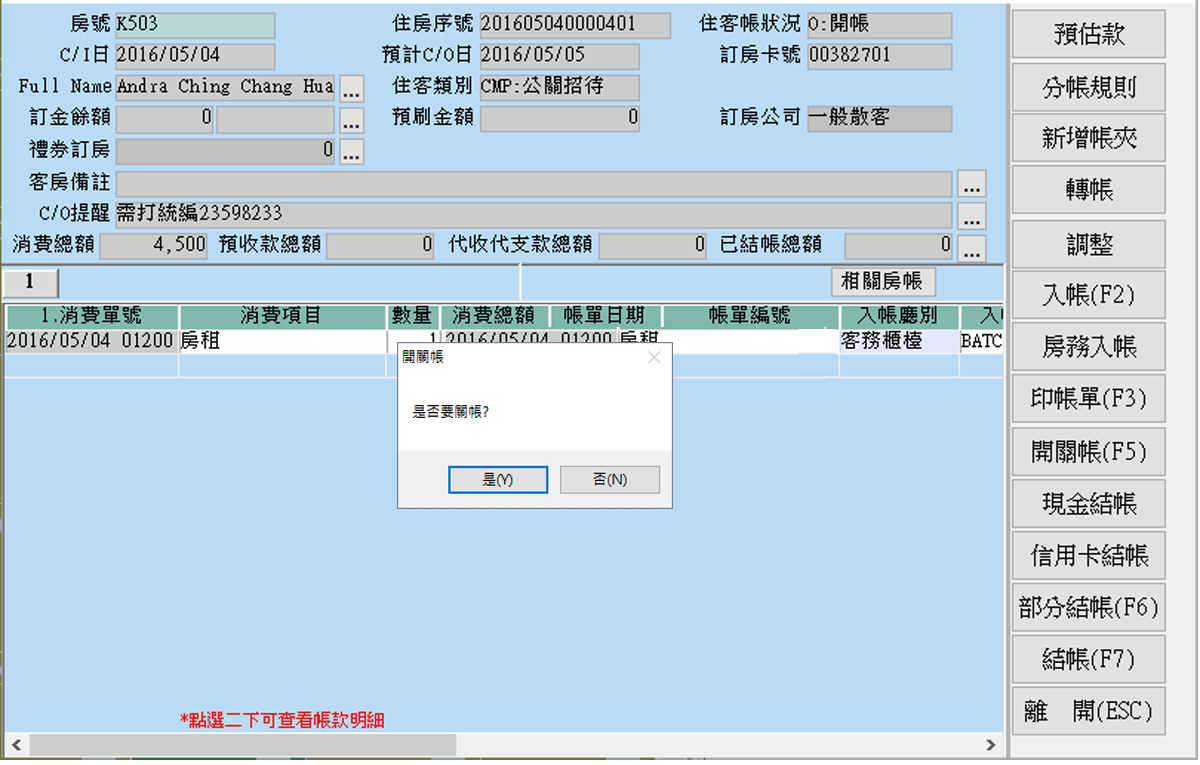 房號 K503 住房序號 201605040000401 住客帳狀況 O:開帳
C/I日 2016/05/04 預計C/O日 2016/05/05 訂房卡號 00382701
Full Name Andra Ching Chang Hua ... 住客類別 CMP:公關招待
訂金餘額 0 ... 預刷金額 0 訂房公司 一般散客
禮券訂房 0 ...
客房備註 ...
C/O提醒 需打統編23598233 ...
消費總額 4,500 預收款總額 0 代收代支款總額 0 已結帳總額 0 ...
1 相關房帳
1.消費單號 消費項目 數量 消費總額 帳單日期 帳單編號 入帳廳別
2016/05/04 01200 房租 1 2016/05/04 01200 房租 客務櫃檯 BATC
開關帳
是否要關帳?
是(Y) 否(N)
*點選二下可查看帳款明細
預估款
分帳規則
新增帳夾
轉帳
調整
入帳(F2)
房務入帳
印帳單(F3)
開關帳(F5)
現金結帳
信用卡結帳
部分結帳(F6)
結帳(F7)
離 開(ESC)